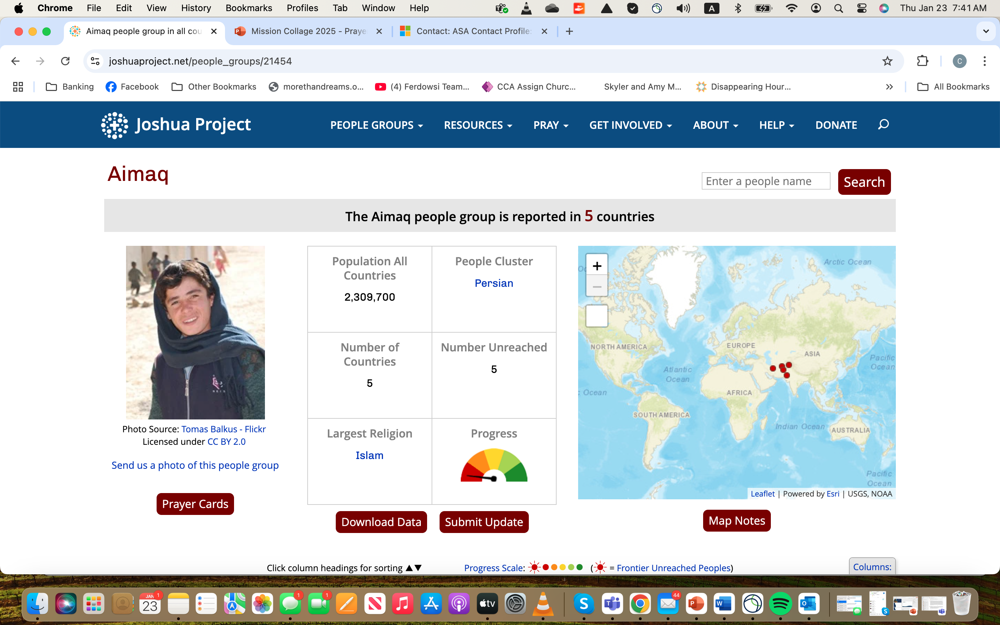 Chrome File Edit View History Bookmarks Profiles Tab Window Help A Thu Jan 23 7:41 AM
Aimaq people group in all cou Mission Collage 2025 - Praye Contact: ASA Contact Profile:
joshuaproject.net/people_groups/21454 C
Banking Facebook Other Bookmarks morethandreams.o... (4) Ferdowsi Team... CCA Assign Churc... Skyler and Amy M... Disappearing Hour... All Bookmarks
Joshua Project PEOPLE GROUPS RESOURCES PRAY GET INVOLVED ABOUT HELP DONATE
Aimaq
Enter a people name Search
The Aimaq people group is reported in 5 countries
Population All
Countries
2,309,700
People Cluster
Persian
Number of
Countries
5
Number Unreached
5
Largest Religion
Islam
Progress
Photo Source: Tomas Balkus - Flickr
Licensed under CC BY 2.0
Send us a photo of this people group
Prayer Cards
Download Data Submit Update
+
−
Arctic Ocean
NORTH AMERICA
EUROPE
ASIA
Pacific
Ocean
Atlantic
Ocean
Ocean
AFRICA
SOUTH AMERICA
Indian Ocean
AUSTRALIA
Pacific
Ocean
Leaflet | Powered by Esri | USGS, NOAA
Map Notes
Click column headings for sorting ▲▼ Progress Scale: ( = Frontier Unreached Peoples) Columns:
JAN 23 1 1 1 tv S T 44 P W O